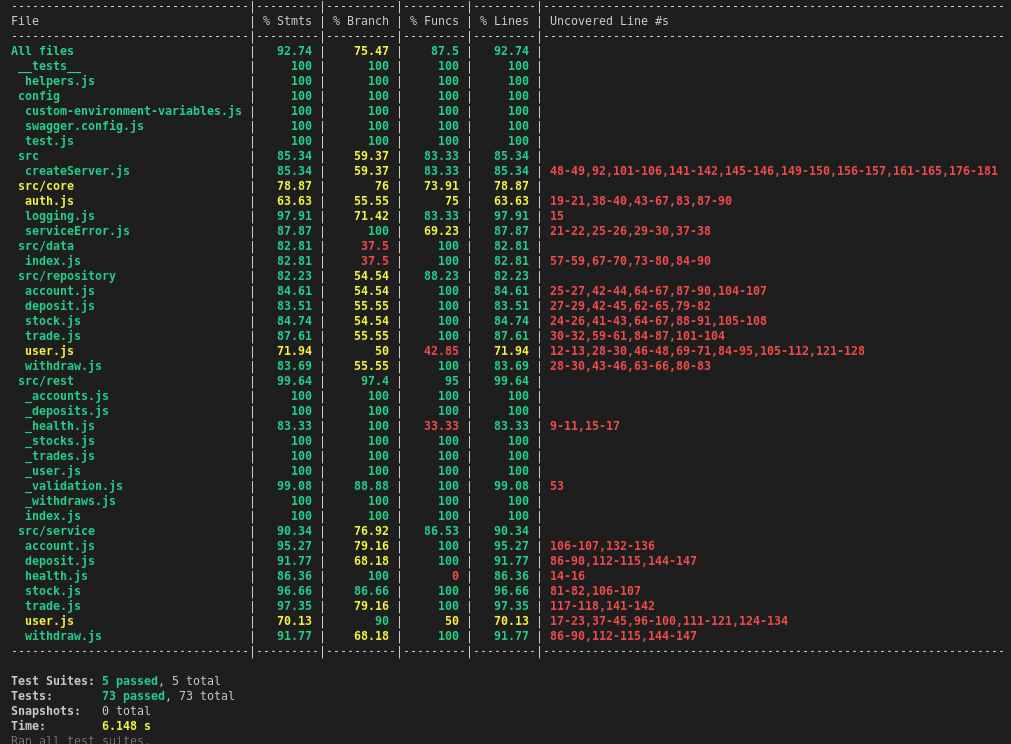 -------------------------------|---------|----------|---------|---------|------------------------------------------------------------------
File | % Stmts | % Branch | % Funcs | % Lines | Uncovered Line #s
-------------------------------|---------|----------|---------|---------|------------------------------------------------------------------
All files | 92.74 | 75.47 | 87.5 | 92.74 |
__tests__ | 100 | 100 | 100 | 100 |
helpers.js | 100 | 100 | 100 | 100 |
config | 100 | 100 | 100 | 100 |
custom-environment-variables.js | 100 | 100 | 100 | 100 |
swagger.config.js | 100 | 100 | 100 | 100 |
test.js | 100 | 100 | 100 | 100 |
src | 85.34 | 59.37 | 83.33 | 85.34 |
createServer.js | 85.34 | 59.37 | 83.33 | 85.34 | 48-49,92,101-106,141-142,145-146,149-150,156-157,161-165,176-181
src/core | 78.87 | 76 | 73.91 | 78.87 |
auth.js | 63.63 | 55.55 | 75 | 63.63 | 19-21,38-40,43-67,83,87-90
logging.js | 97.91 | 71.42 | 83.33 | 97.91 | 15
serviceError.js | 87.87 | 100 | 69.23 | 87.87 | 21-22,25-26,29-30,37-38
src/data | 82.81 | 37.5 | 100 | 82.81 |
index.js | 82.81 | 37.5 | 100 | 82.81 | 57-59,67-70,73-80,84-90
src/repository | 82.23 | 54.54 | 88.23 | 82.23 |
account.js | 84.61 | 54.54 | 100 | 84.61 | 25-27,42-44,64-67,87-90,104-107
deposit.js | 83.51 | 55.55 | 100 | 83.51 | 27-29,42-45,62-65,79-82
stock.js | 84.74 | 54.54 | 100 | 84.74 | 24-26,41-43,64-67,88-91,105-108
trade.js | 87.61 | 55.55 | 100 | 87.61 | 30-32,59-61,84-87,101-104
user.js | 71.94 | 50 | 42.85 | 71.94 | 12-13,28-30,46-48,69-71,84-95,105-112,121-128
withdraw.js | 83.69 | 55.55 | 100 | 83.69 | 28-30,43-46,63-66,80-83
src/rest | 99.64 | 97.4 | 95 | 99.64 |
_accounts.js | 100 | 100 | 100 | 100 |
_deposits.js | 100 | 100 | 100 | 100 |
_health.js | 83.33 | 100 | 33.33 | 83.33 | 9-11,15-17
_stocks.js | 100 | 100 | 100 | 100 |
_trades.js | 100 | 100 | 100 | 100 |
_user.js | 100 | 100 | 100 | 100 |
_validation.js | 99.08 | 88.88 | 100 | 99.08 | 53
_withdraws.js | 100 | 100 | 100 | 100 |
index.js | 100 | 100 | 100 | 100 |
src/service | 90.34 | 76.92 | 86.53 | 90.34 |
account.js | 95.27 | 79.16 | 100 | 95.27 | 106-107,132-136
deposit.js | 91.77 | 68.18 | 100 | 91.77 | 86-90,112-115,144-147
health.js | 86.36 | 100 | 0 | 86.36 | 14-16
stock.js | 96.66 | 86.66 | 100 | 96.66 | 81-82,106-107
trade.js | 97.35 | 79.16 | 100 | 97.35 | 117-118,141-142
user.js | 70.13 | 90 | 50 | 70.13 | 17-23,37-45,96-100,111-121,124-134
withdraw.js | 91.77 | 68.18 | 100 | 91.77 | 86-90,112-115,144-147
-------------------------------|---------|----------|---------|---------|------------------------------------------------------------------
Test Suites: 5 passed, 5 total
Tests: 73 passed, 73 total
Snapshots: 0 total
Time: 6.148 s
Ran all test suites.